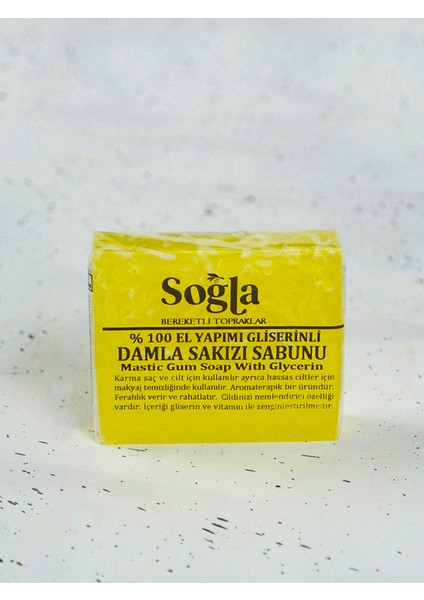 Sogla
BEREKETLİ TOPRAKLAR
% 100 EL YAPIMI GLİSERİNLİ
DAMLA SAKIZI SABUNU
Mastic Gum Soap With Glycerin
Karma saç ve cilt için kullanılır ayrıca hassas ciltler için
makyaj temizliğinde kullanılır. Aromaterapik bir üründür.
Ferahlık verir ve rahatlatır. Cildinizi nemlendirici özelliği
vardır. İçeriği gliserin ve vitamin ile zenginleştirilmiştir.